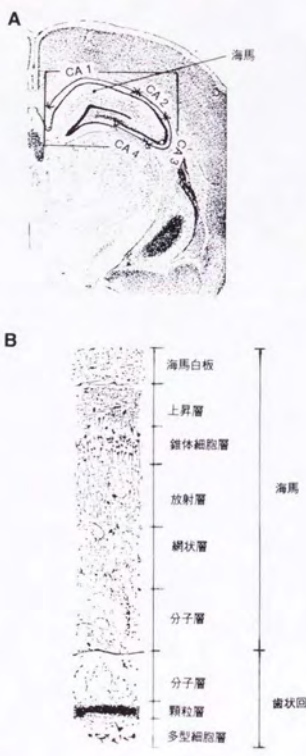 A
海馬
CA 1
CA 2
CA 3
CA 4
B
海馬白板
上昇層
錐体細胞層
放射層
網状層
分子層
海馬
分子層
顆粒層
多型細胞層
歯状回